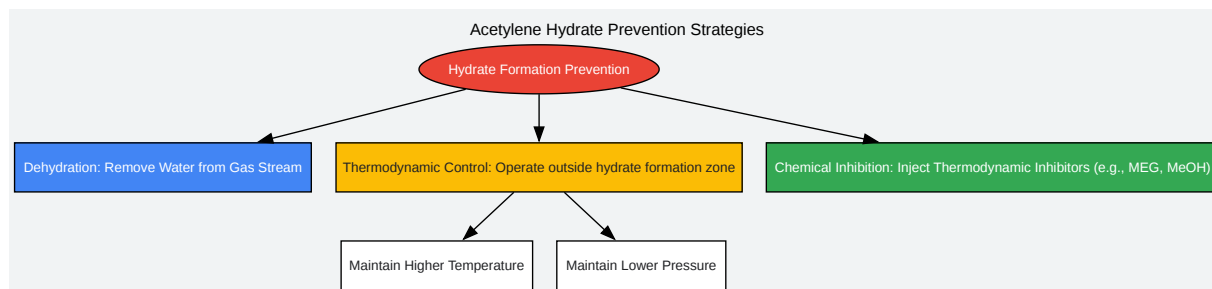 Acetylene Hydrate Prevention Strategies
Hydrate Formation Prevention
Dehydration: Remove Water from Gas Stream
Thermodynamic Control: Operate outside hydrate formation zone
Chemical Inhibition: Inject Thermodynamic Inhibitors (e.g., MEG, MeOH)
Maintain Higher Temperature
Maintain Lower Pressure